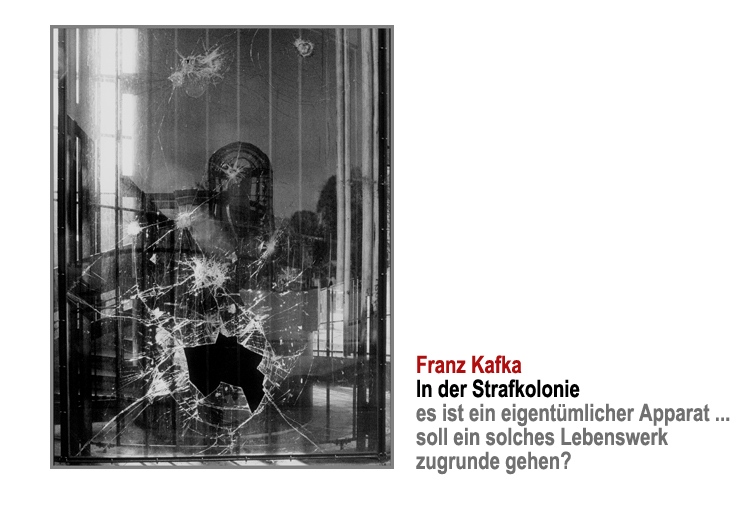 Franz Kafka
In der Strafkolonie
es ist ein eigentümlicher Apparat ...
soll ein solches Lebenswerk
zugrunde gehen?